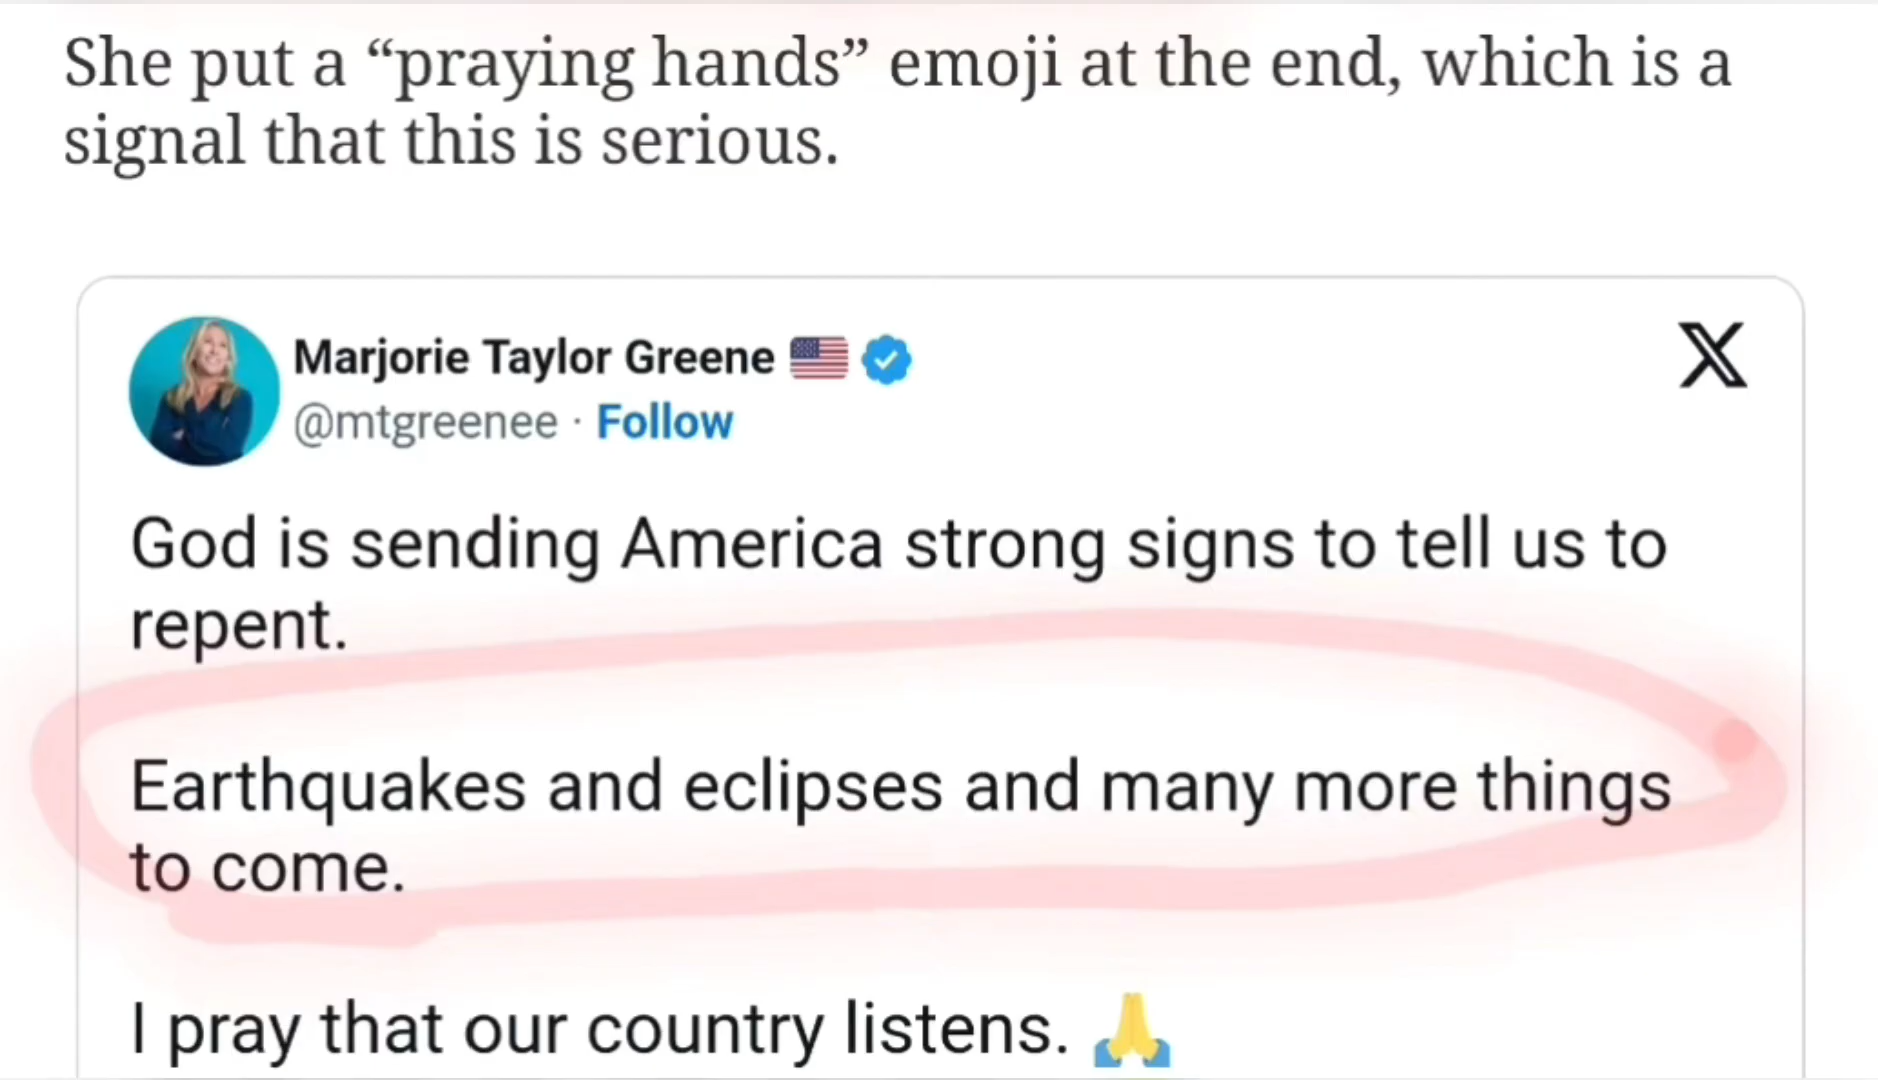 She put a “praying hands” emoji at the end, which is a
signal that this is serious.
Marjorie Taylor Greene
@mtgreenee · Follow
God is sending America strong signs to tell us to
repent.
Earthquakes and eclipses and many more things
to come.
I pray that our country listens. 🙏